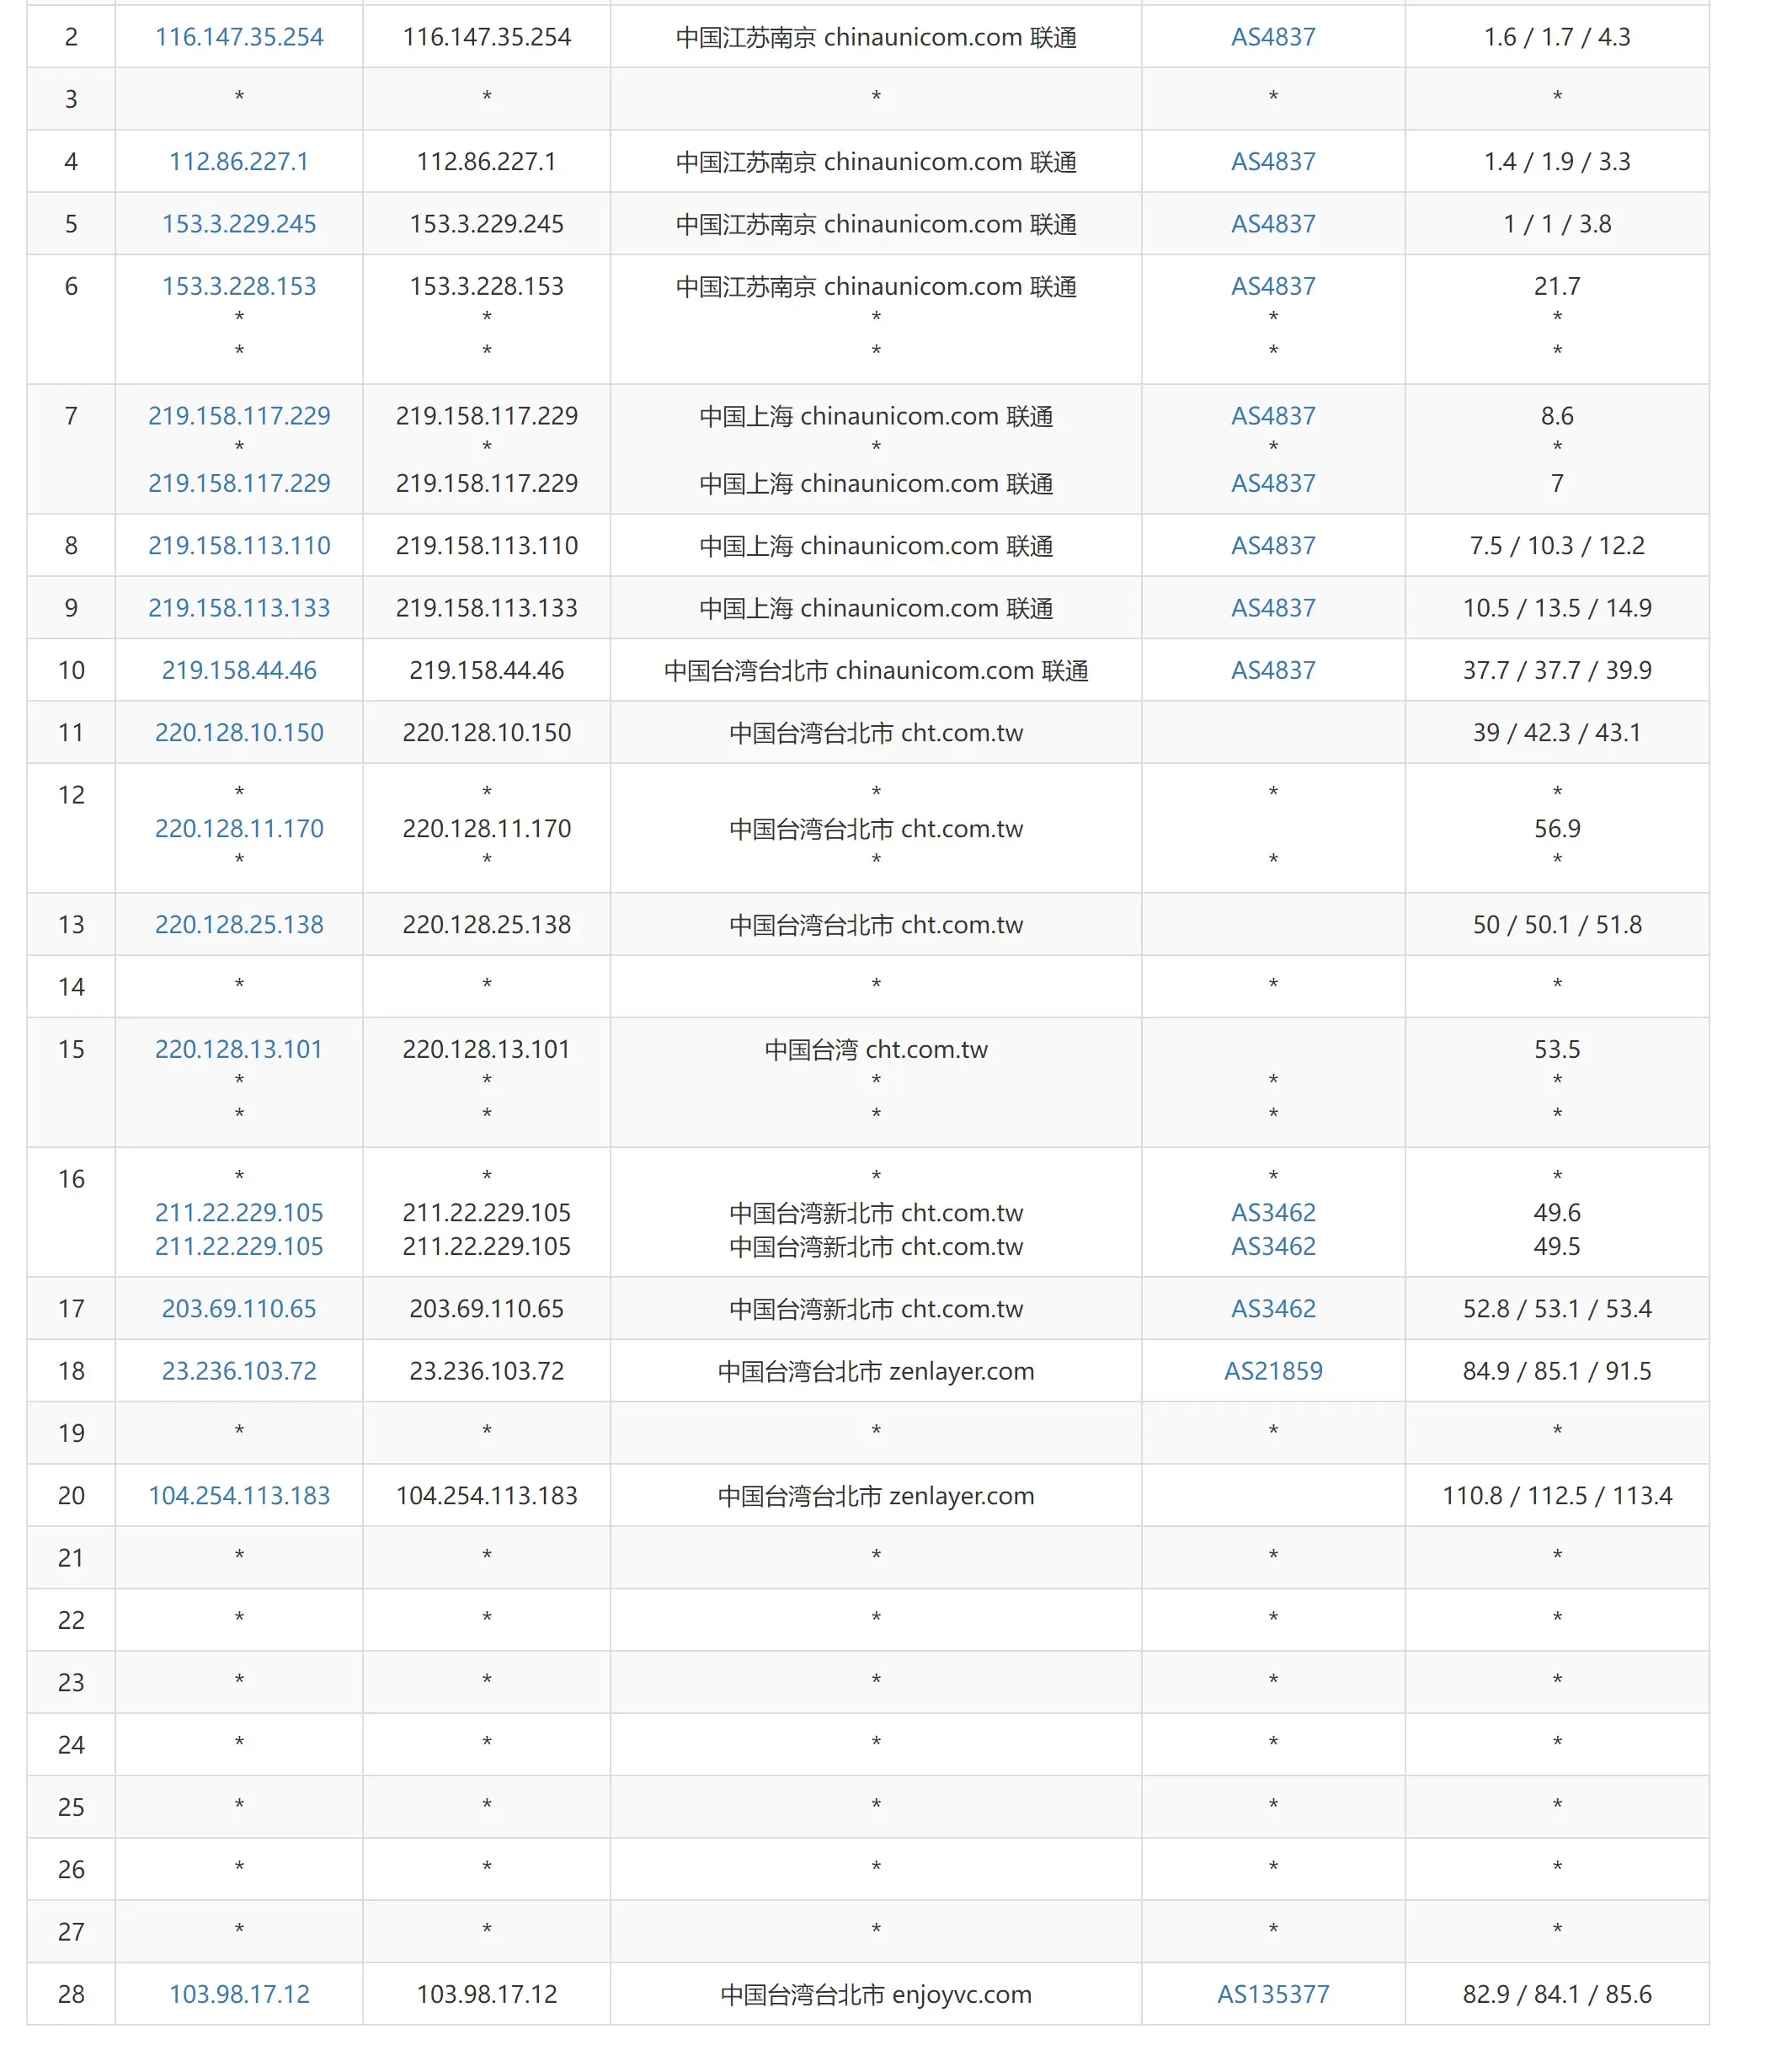 2 116.147.35.254 116.147.35.254 中国江苏南京 chinaunicom.com 联通 AS4837 1.6 / 1.7 / 4.3
3 * * * * *
4 112.86.227.1 112.86.227.1 中国江苏南京 chinaunicom.com 联通 AS4837 1.4 / 1.9 / 3.3
5 153.3.229.245 153.3.229.245 中国江苏南京 chinaunicom.com 联通 AS4837 1 / 1 / 3.8
6 153.3.228.153 153.3.228.153 中国江苏南京 chinaunicom.com 联通 AS4837 21.7
* * * * *
* * * * *
7 219.158.117.229 219.158.117.229 中国上海 chinaunicom.com 联通 AS4837 8.6
* * * * *
219.158.117.229 219.158.117.229 中国上海 chinaunicom.com 联通 AS4837 7
8 219.158.113.110 219.158.113.110 中国上海 chinaunicom.com 联通 AS4837 7.5 / 10.3 / 12.2
9 219.158.113.133 219.158.113.133 中国上海 chinaunicom.com 联通 AS4837 10.5 / 13.5 / 14.9
10 219.158.44.46 219.158.44.46 中国台湾台北市 chinaunicom.com 联通 AS4837 37.7 / 37.7 / 39.9
11 220.128.10.150 220.128.10.150 中国台湾台北市 cht.com.tw 39 / 42.3 / 43.1
12 * * * * *
220.128.11.170 220.128.11.170 中国台湾台北市 cht.com.tw 56.9
* * * * *
13 220.128.25.138 220.128.25.138 中国台湾台北市 cht.com.tw 50 / 50.1 / 51.8
14 * * * * *
15 220.128.13.101 220.128.13.101 中国台湾 cht.com.tw 53.5
* * * * *
* * * * *
16 * * * * *
211.22.229.105 211.22.229.105 中国台湾新北市 cht.com.tw AS3462 49.6
211.22.229.105 211.22.229.105 中国台湾新北市 cht.com.tw AS3462 49.5
17 203.69.110.65 203.69.110.65 中国台湾新北市 cht.com.tw AS3462 52.8 / 53.1 / 53.4
18 23.236.103.72 23.236.103.72 中国台湾台北市 zenlayer.com AS21859 84.9 / 85.1 / 91.5
19 * * * * *
20 104.254.113.183 104.254.113.183 中国台湾台北市 zenlayer.com 110.8 / 112.5 / 113.4
21 * * * * *
22 * * * * *
23 * * * * *
24 * * * * *
25 * * * * *
26 * * * * *
27 * * * * *
28 103.98.17.12 103.98.17.12 中国台湾台北市 enjoyvc.com AS135377 82.9 / 84.1 / 85.6